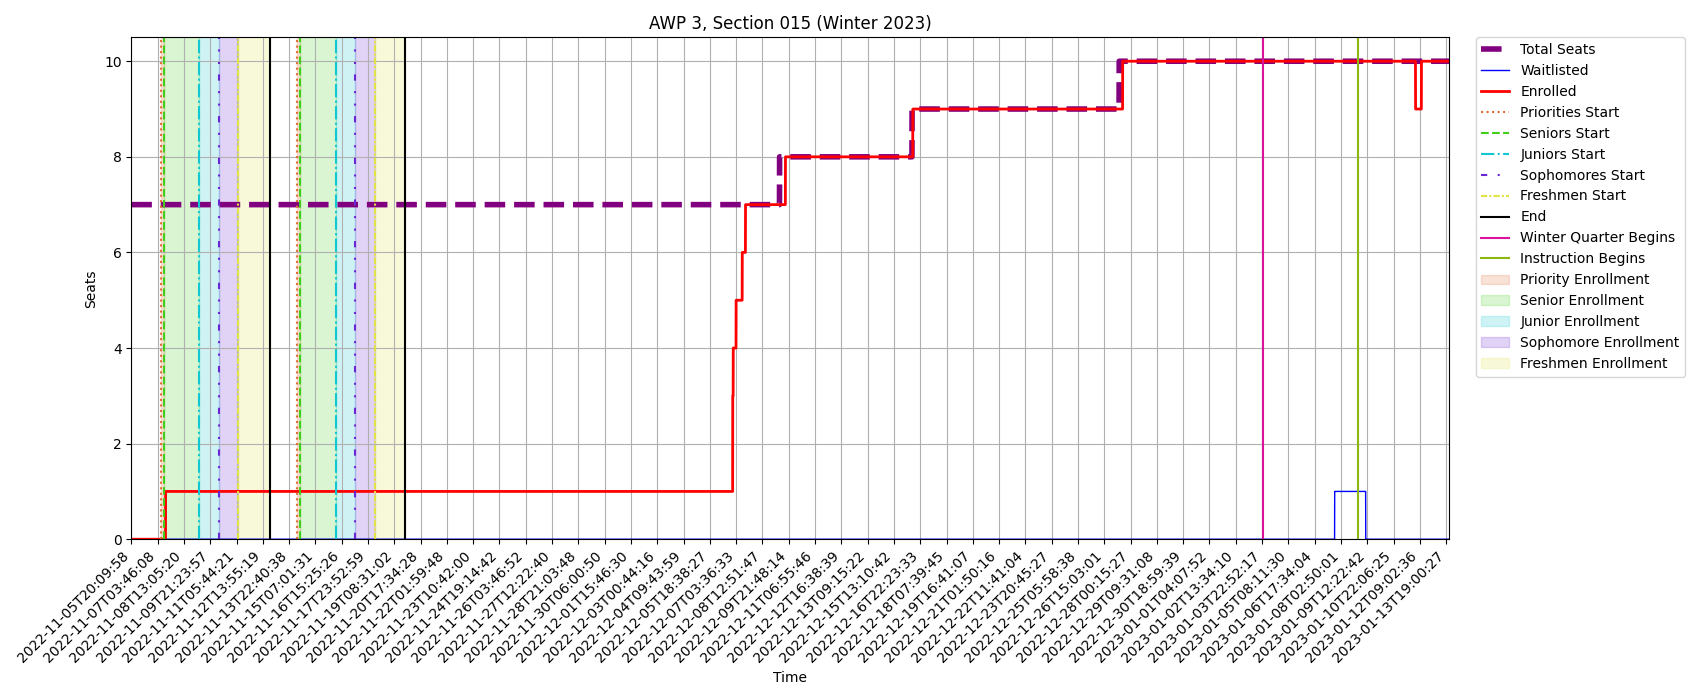 AWP 3, Section 015 (Winter 2023)
10
8
6
4
2
0
Seats
2022-11-05T20:09:58
2022-11-07T03:46:08
2022-11-08T13:05:20
2022-11-09T21:23:57
2022-11-11T05:44:21
2022-11-12T13:55:19
2022-11-13T22:40:38
2022-11-15T07:01:31
2022-11-16T15:25:26
2022-11-17T23:52:59
2022-11-19T08:31:02
2022-11-20T17:34:28
2022-11-22T01:59:48
2022-11-23T10:42:00
2022-11-24T19:14:42
2022-11-26T03:46:52
2022-11-27T12:22:40
2022-11-28T21:03:48
2022-11-30T06:00:50
2022-12-01T15:46:30
2022-12-03T00:44:16
2022-12-04T09:43:59
2022-12-05T18:38:27
2022-12-07T03:36:33
2022-12-08T12:51:47
2022-12-09T21:48:14
2022-12-11T06:55:46
2022-12-12T16:38:39
2022-12-13T09:15:22
2022-12-15T13:10:42
2022-12-16T22:23:33
2022-12-18T07:39:45
2022-12-19T16:41:07
2022-12-21T01:50:16
2022-12-22T11:41:04
2022-12-23T20:45:27
2022-12-25T05:58:38
2022-12-26T15:03:01
2022-12-28T00:15:27
2022-12-29T09:31:08
2022-12-30T18:59:39
2023-01-01T04:07:52
2023-01-02T13:34:10
2023-01-03T22:52:17
2023-01-05T08:11:30
2023-01-06T17:34:04
2023-01-08T02:50:01
2023-01-09T12:22:42
2023-01-10T22:06:25
2023-01-12T09:02:36
2023-01-13T19:00:27
Time
Total Seats
Waitlisted
Enrolled
Priorities Start
Seniors Start
Juniors Start
Sophomores Start
Freshmen Start
End
Winter Quarter Begins
Instruction Begins
Priority Enrollment
Senior Enrollment
Junior Enrollment
Sophomore Enrollment
Freshmen Enrollment